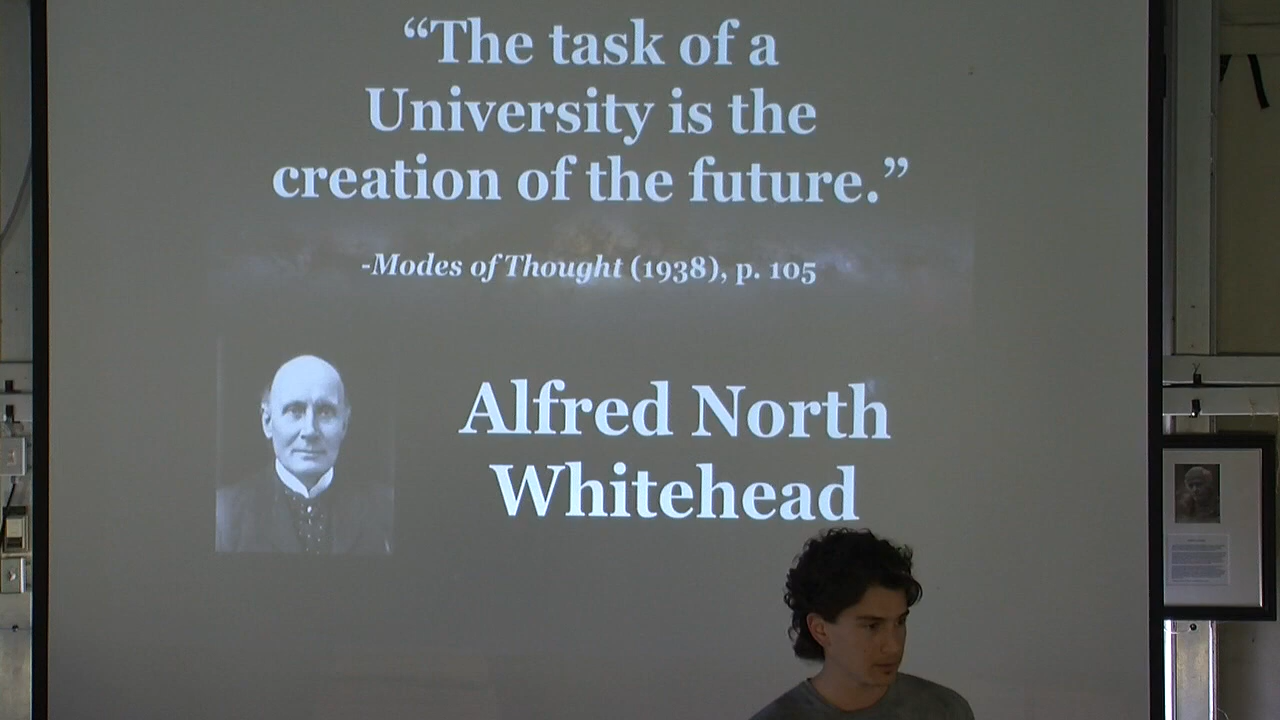 “The task of a
University is the
creation of the future.”
-Modes of Thought (1938), p. 105
Alfred North
Whitehead